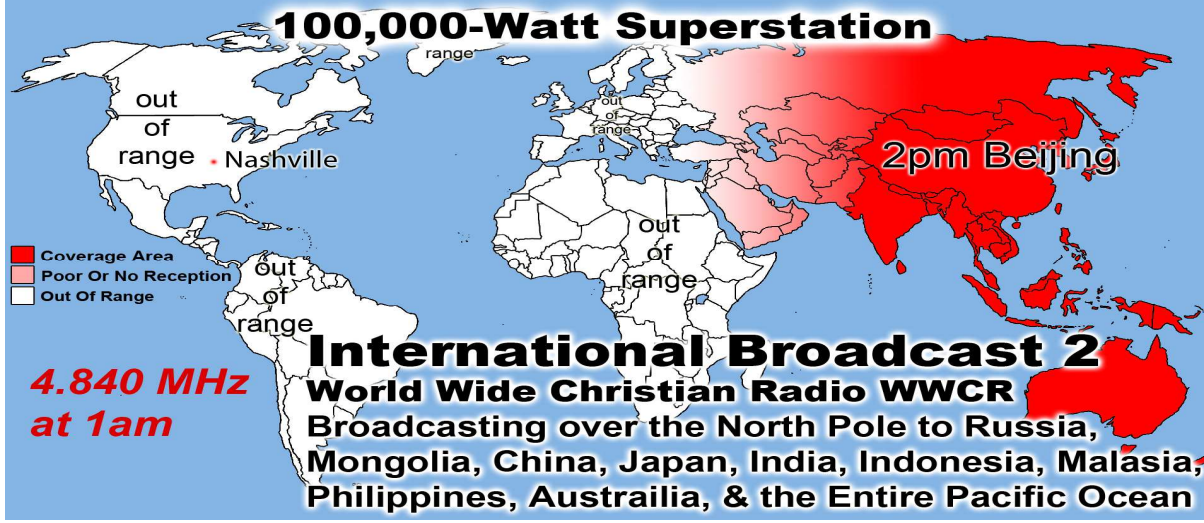 100,000-Watt Superstation
range
out
of
range
Nashville
out
of
range
2pm Beijing
out
of
range
Coverage Area
Poor Or No Reception
Out Of Range
out
of
range
International Broadcast 2
World Wide Christian Radio WWCR
4.840 MHz
at 1am
Broadcasting over the North Pole to Russia,
Mongolia, China, Japan, India, Indonesia, Malasia,
Philippines, Austrailia, & the Entire Pacific Ocean